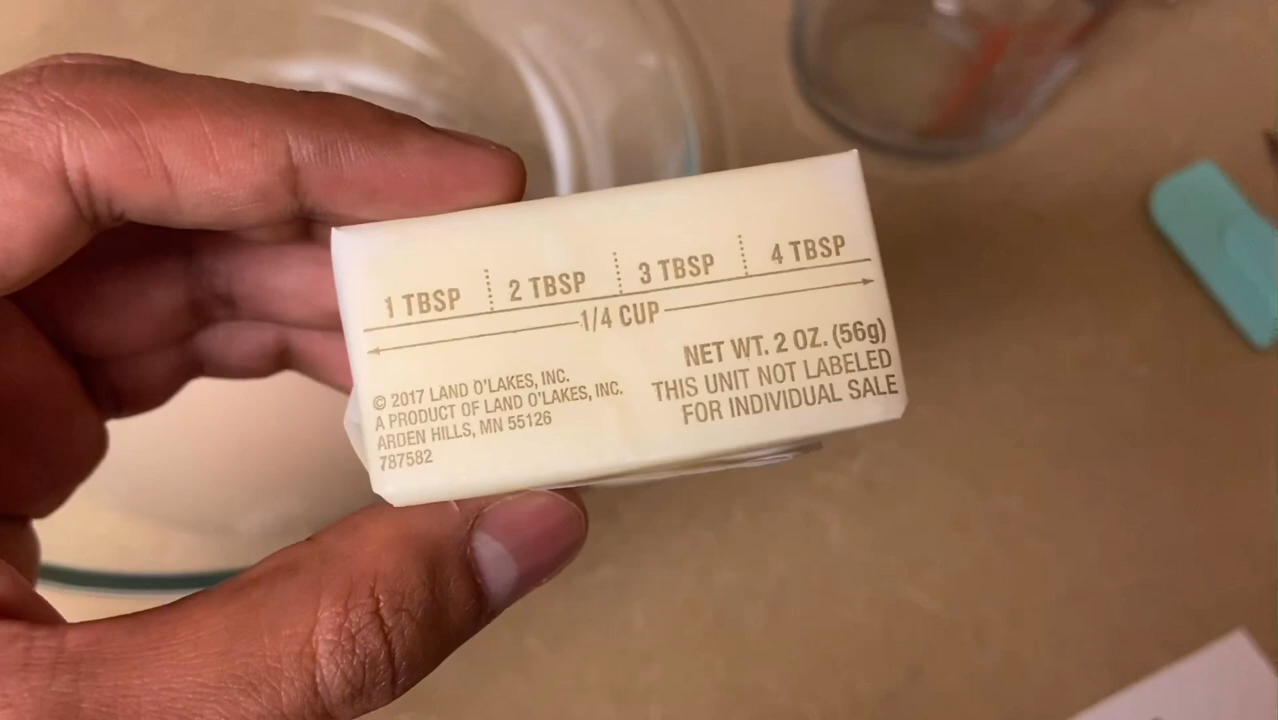 1 TBSP 2 TBSP 3 TBSP 4 TBSP
1/4 CUP
© 2017 LAND O'LAKES, INC.
A PRODUCT OF LAND O'LAKES, INC.
ARDEN HILLS, MN 55126
787582
NET WT. 2 OZ. (56g)
THIS UNIT NOT LABELED
FOR INDIVIDUAL SALE